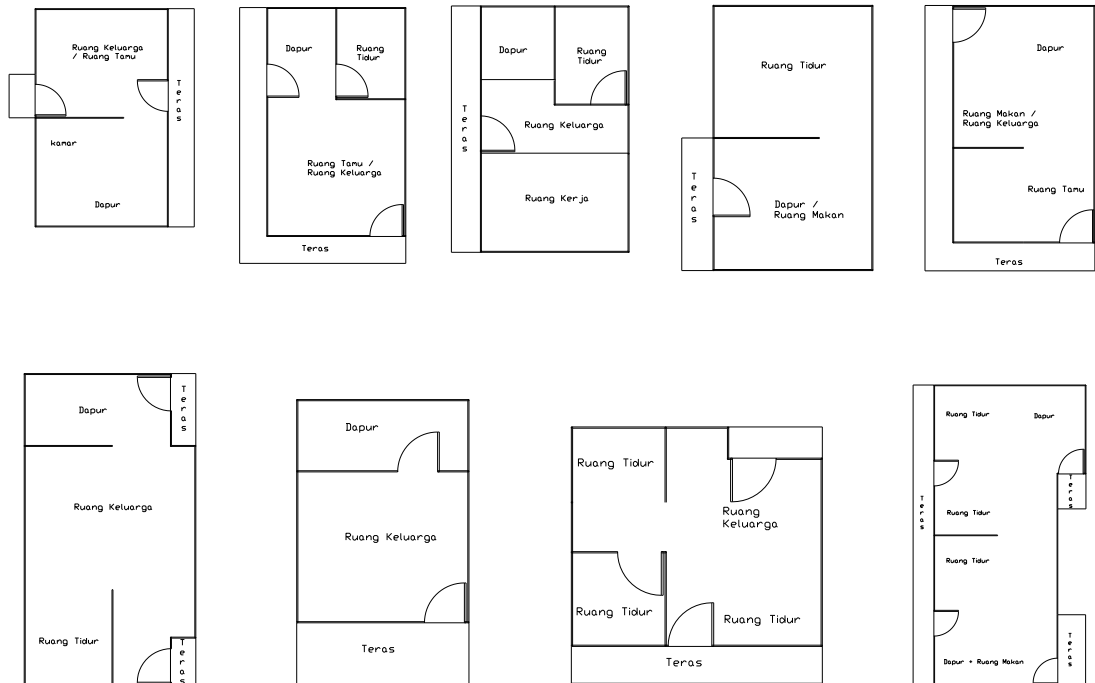 Ruang Keluarga
/ Ruang Tamu
Teras
kamar
Dapur
Dapur
Ruang
Tidur
Ruang Tamu /
Ruang Keluarga
Teras
Dapur
Ruang
Tidur
Teras
Ruang Keluarga
Ruang Kerja
Ruang Tidur
Teras
Dapur /
Ruang Makan
Dapur
Ruang Makan /
Ruang Keluarga
Ruang Tamu
Teras
Dapur
Teras
Ruang Keluarga
Ruang Tidur
Teras
Dapur
Ruang Keluarga
Teras
Ruang Tidur
Ruang
Keluarga
Ruang Tidur
Ruang Tidur
Teras
Ruang Tidur
Dapur
Teras
Teras
Ruang Tidur
Ruang Tidur
Dapur + Ruang Makan
Teras